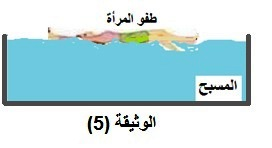 طفو المرأة
المسبح
الوثيقة (5)